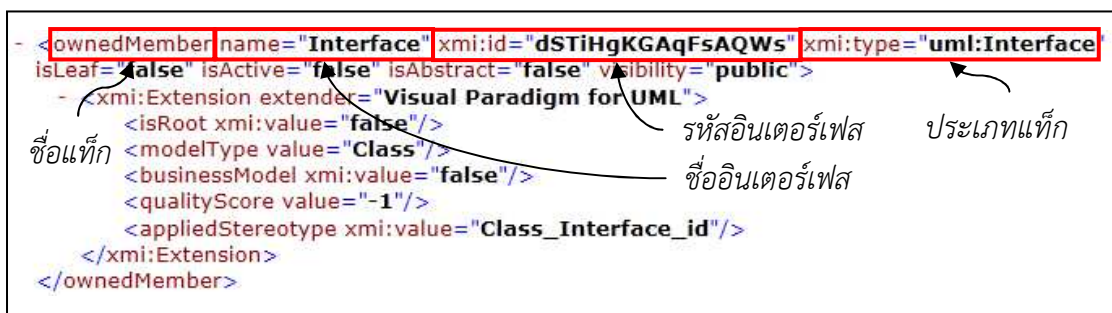 - <ownedMember name="Interface" xmi:id="dSTiHgKGAqFsAQWs" xmi:type="uml:Interface"
isLeaf="false" isActive="false" isAbstract="false" visibility="public">
- <xmi:Extension extender="Visual Paradigm for UML">
<isRoot xmi:value="false"/>
รหัสอินเตอร์เฟส
ประเภทแท็ก
ชื่อแท็ก
<modelType value="Class"/>
<businessModel xmi:value="false"/>
ชื่ออินเตอร์เฟส
<qualityScore value="-1"/>
<appliedStereotype xmi:value="Class_Interface_id"/>
</xmi:Extension>
</ownedMember>